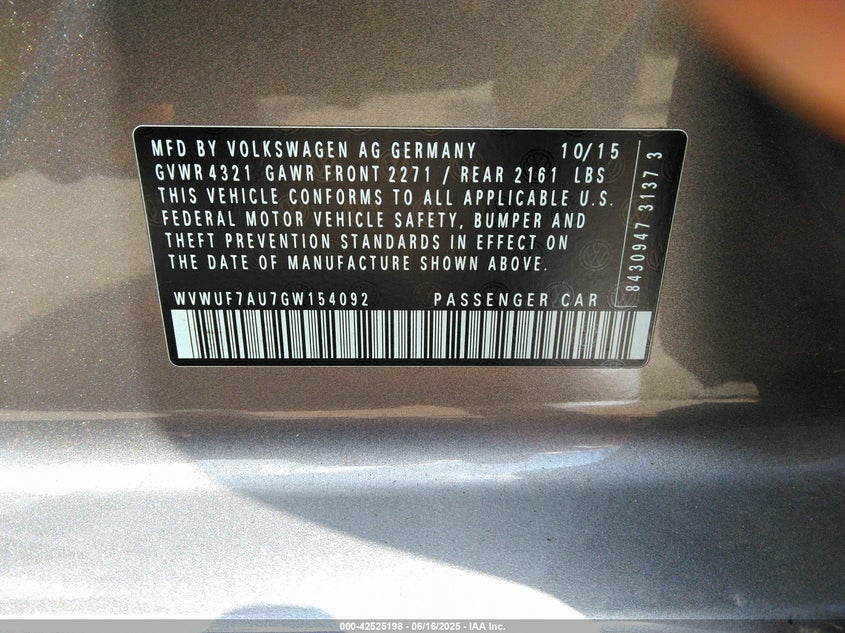 MFD BY VOLKSWAGEN AG GERMANY 10/15
GVWR 4321 GAWR FRONT 2271 / REAR 2161 LBS
THIS VEHICLE CONFORMS TO ALL APPLICABLE U.S.
FEDERAL MOTOR VEHICLE SAFETY, BUMPER AND
THEFT PREVENTION STANDARDS IN EFFECT ON
THE DATE OF MANUFACTURE SHOWN ABOVE.
WVWUF7AU7GW154092 PASSENGER CAR
8430947 3137 3
000-42525198 - 06/16/2025 - IAA Inc.